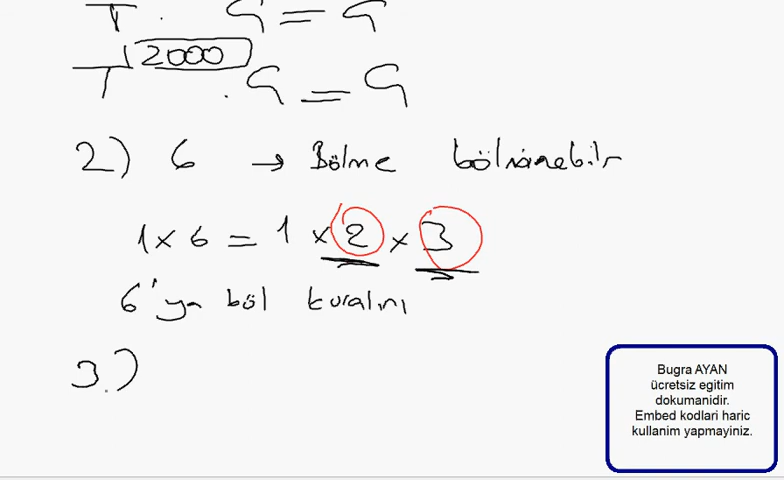 T . Ç = Ç
T 2000 . Ç = Ç
2) 6 → Bölme
1 x 6 = 1 x 2 x 3
6'ya böl kuralını
3.)
Bugra AYAN
ücretsiz egitim
dokumanidir.
Embed kodlari haric
kullanim yapmayiniz.